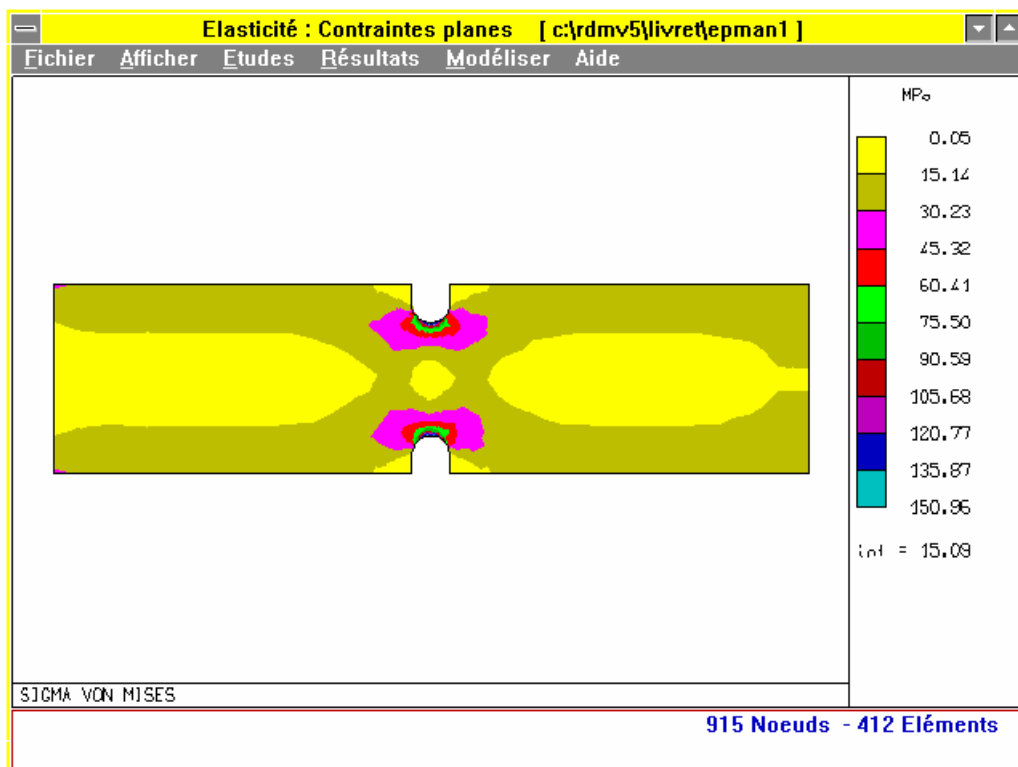 Elasticité : Contraintes planes [ c:\rdmv5\livret\epman1 ]
Fichier Afficher Etudes Résultats Modéliser Aide
MPa
0.05
15.14
30.23
45.32
60.41
75.50
90.59
105.68
120.77
135.87
150.96
int = 15.09
SIGMA VON MISES
915 Noeuds - 412 Eléments